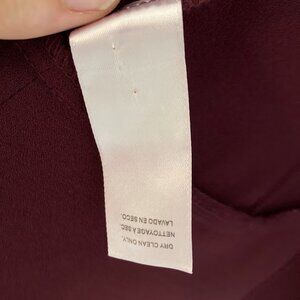 DRY CLEAN ONLY.
NETTOYAGE À SEC.
LAVADO EN SECO.